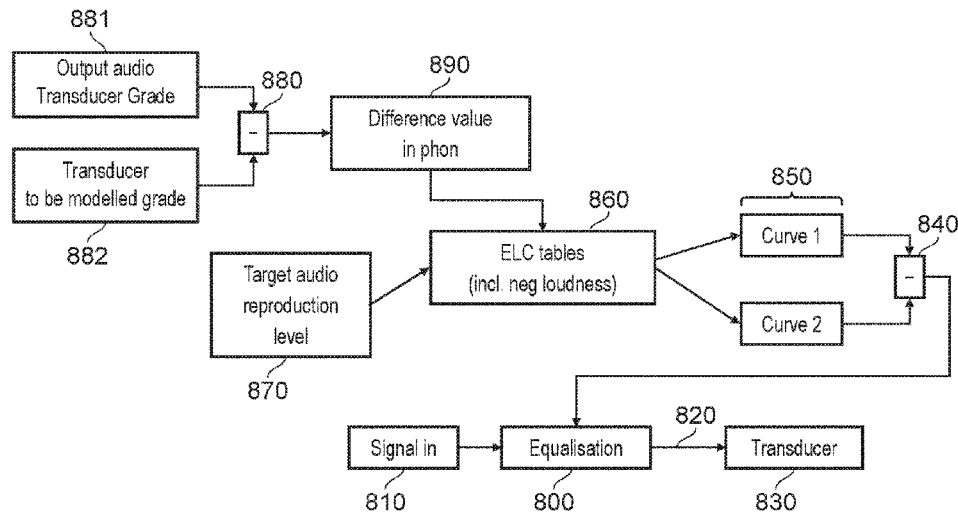 881
Output audio
Transducer Grade
880
-
890
Difference value
in phon
Transducer
to be modelled grade
882
860
ELC tables
(incl. neg loudness)
850
Curve 1
840
-
Curve 2
Target audio
reproduction
level
870
Signal in
810
Equalisation
800
820
Transducer
830